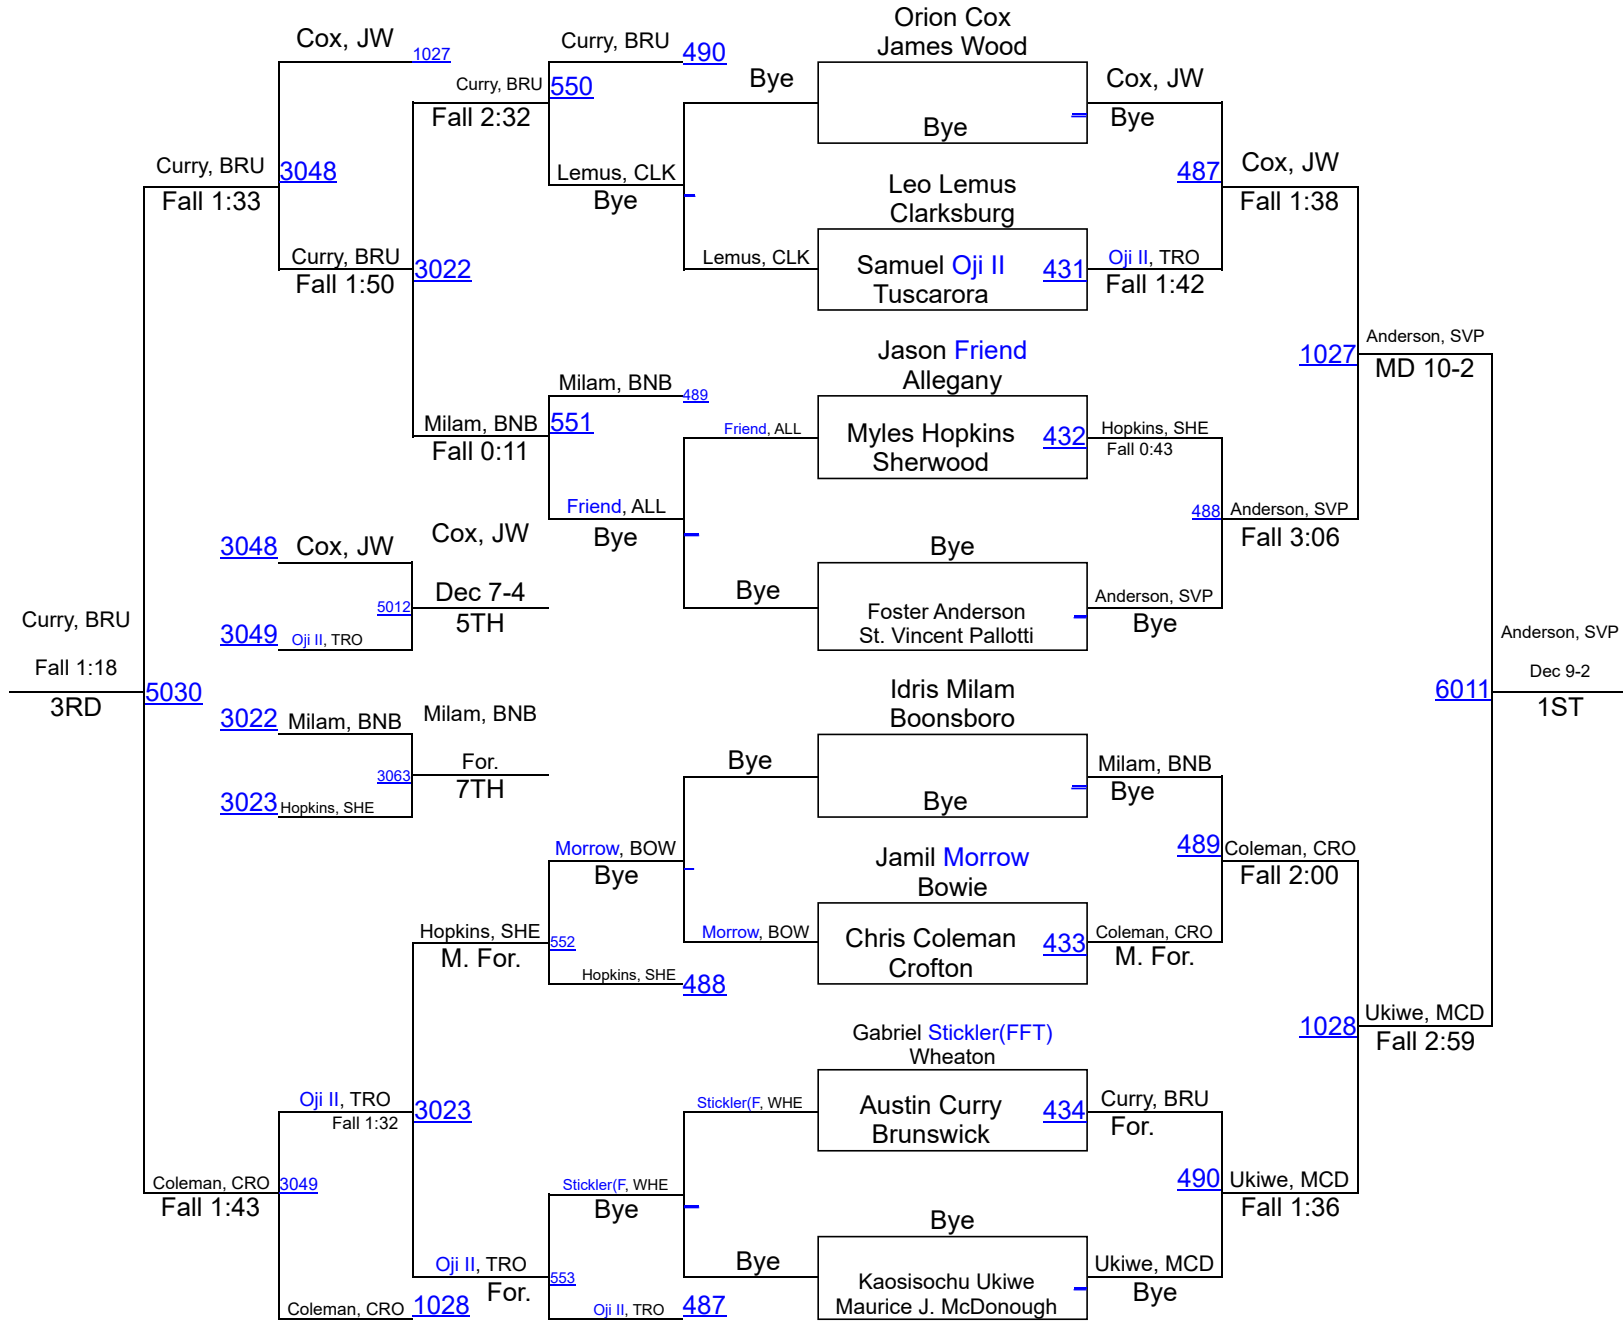 Orion Cox
James Wood
Cox, JW
1027
Curry, BRU
490
Curry, BRU
550
Fall 2:32
Bye
Bye
Cox, JW
Bye
Curry, BRU
3048
Fall 1:33
Lemus, CLK
Bye
Leo Lemus
Clarksburg
487
Cox, JW
Fall 1:38
Curry, BRU
3022
Fall 1:50
Lemus, CLK
Samuel Oji II
Tuscarora
431
Oji II, TRO
Fall 1:42
Jason Friend
Allegany
1027
Anderson, SVP
MD 10-2
Milam, BNB
489
Milam, BNB
551
Fall 0:11
Friend, ALL
Myles Hopkins
Sherwood
432
Hopkins, SHE
Fall 0:43
Friend, ALL
Bye
488
Anderson, SVP
Fall 3:06
3048
Cox, JW
Cox, JW
Bye
Dec 7-4
5012
5TH
Bye
Foster Anderson
St. Vincent Pallotti
Anderson, SVP
Bye
3049
Oji II, TRO
Curry, BRU
Fall 1:18
5030
3RD
Anderson, SVP
Dec 9-2
6011
1ST
3022
Milam, BNB
Milam, BNB
Idris Milam
Boonsboro
For.
3063
7TH
3023
Hopkins, SHE
Bye
Bye
Milam, BNB
Bye
Morrow, BOW
Bye
Jamil Morrow
Bowie
489
Coleman, CRO
Fall 2:00
Hopkins, SHE
552
M. For.
Morrow, BOW
Chris Coleman
Crofton
433
Coleman, CRO
M. For.
Hopkins, SHE
488
Gabriel Stickler(FFT)
Wheaton
1028
Ukiwe, MCD
Fall 2:59
Oji II, TRO
3023
Fall 1:32
Stickler(F, WHE
Austin Curry
Brunswick
434
Curry, BRU
For.
Coleman, CRO
3049
Fall 1:43
Stickler(F, WHE
Bye
490
Ukiwe, MCD
Fall 1:36
Bye
Oji II, TRO
553
For.
Bye
Kaosisochu Ukiwe
Maurice J. McDonough
Ukiwe, MCD
Bye
Coleman, CRO
1028
Oji II, TRO
487